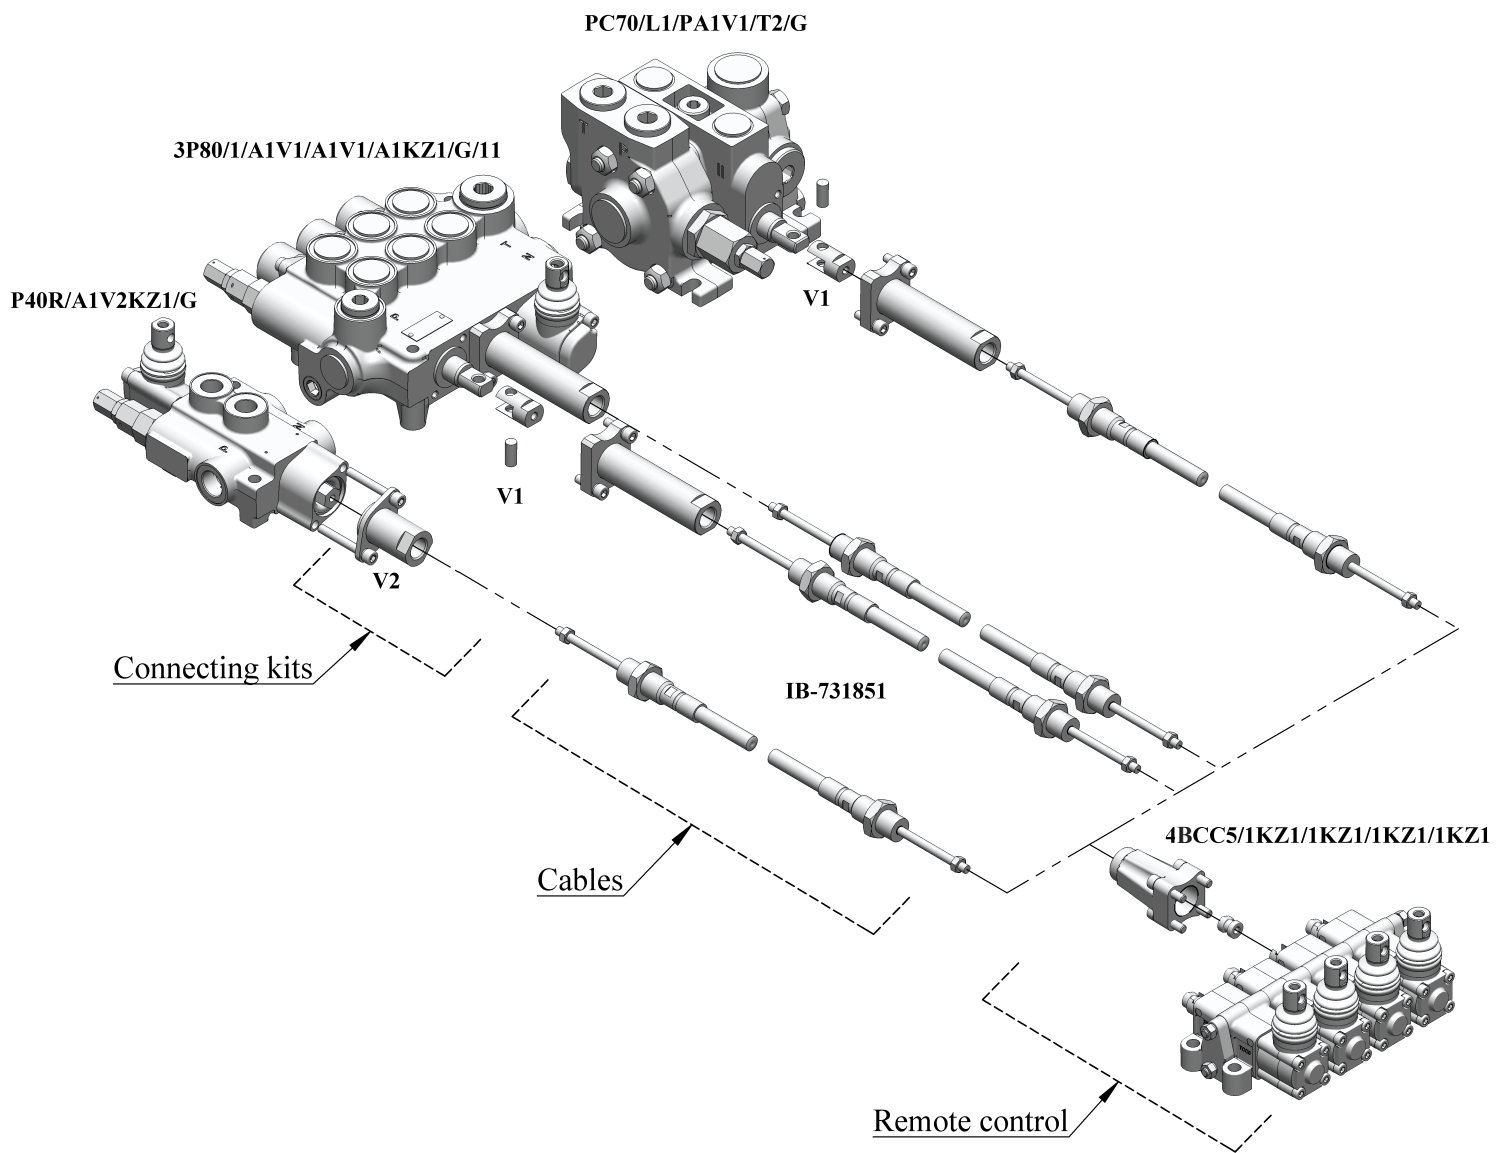 PC70/L1/PA1V1/T2/G
3P80/1/A1V1/A1V1/A1KZ1/G/11
P40R/A1V2KZ1/G
V1
V1
V2
Connecting kits
IB-731851
Cables
4BCC5/1KZ1/1KZ1/1KZ1/1KZ1
Remote control
T
P
II
T
N
P
N
P